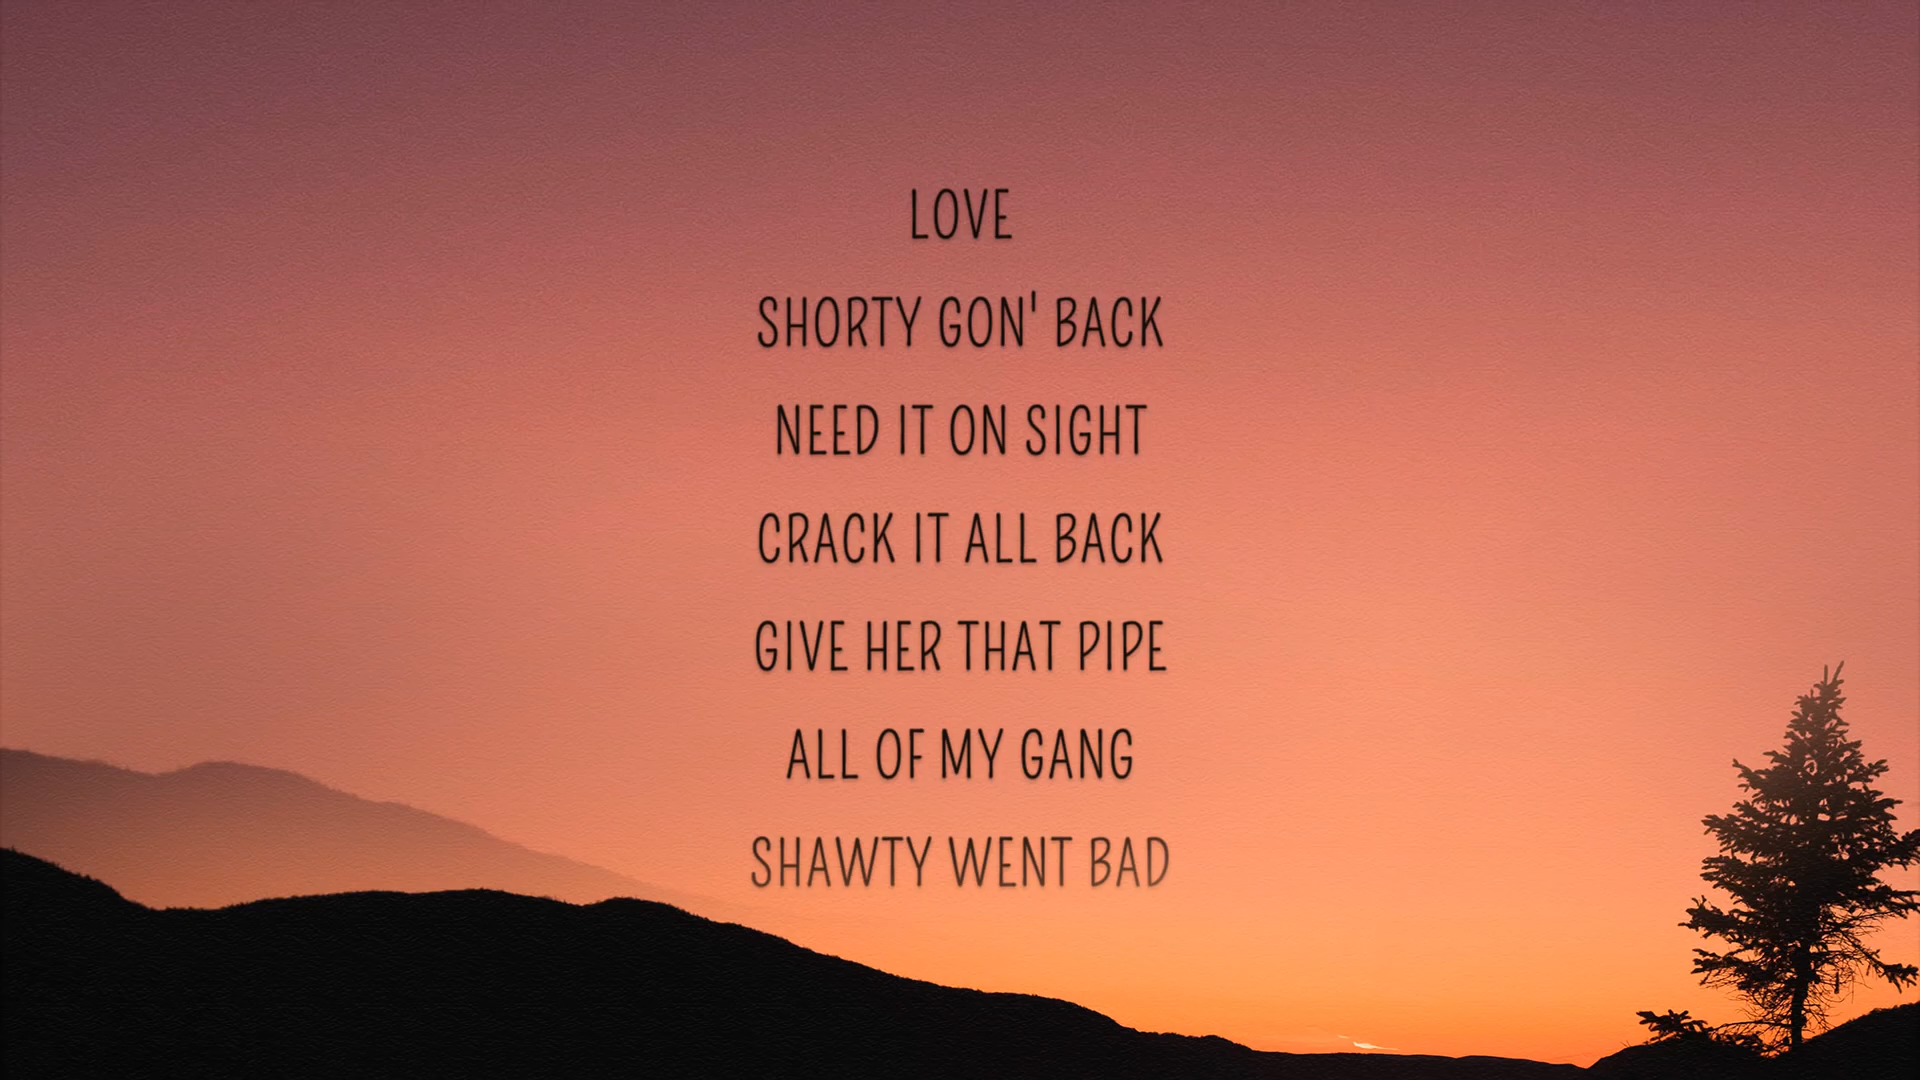 LOVE
SHORTY GON' BACK
NEED IT ON SIGHT
CRACK IT ALL BACK
GIVE HER THAT PIPE
ALL OF MY GANG
SHAWTY WENT BAD